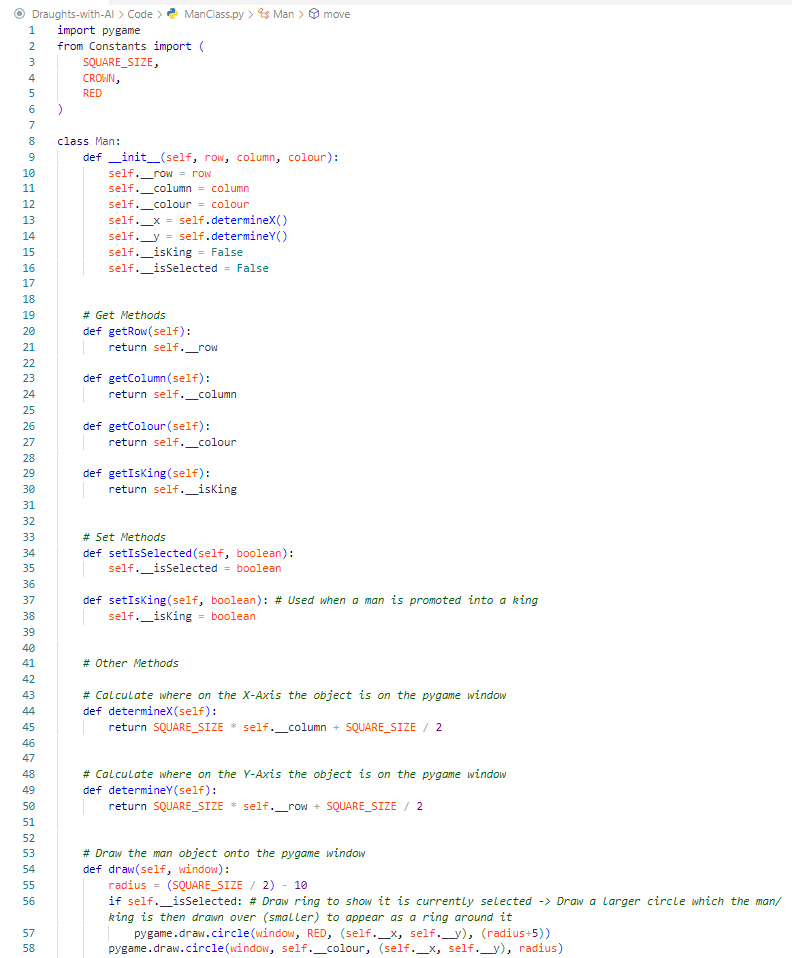 Draughts-with-AI > Code > ManClass.py > Man > move
1 import pygame
2 from Constants import (
3     SQUARE_SIZE,
4     CROWN,
5     RED
6 )
7
8 class Man:
9     def __init__(self, row, column, colour):
10         self.__row = row
11         self.__column = column
12         self.__colour = colour
13         self.__x = self.determineX()
14         self.__y = self.determineY()
15         self.__isKing = False
16         self.__isSelected = False
17
18
19     # Get Methods
20     def getRow(self):
21         return self.__row
22
23     def getColumn(self):
24         return self.__column
25
26     def getColour(self):
27         return self.__colour
28
29     def getIsKing(self):
30         return self.__isKing
31
32
33     # Set Methods
34     def setIsSelected(self, boolean):
35         self.__isSelected = boolean
36
37     def setIsKing(self, boolean): # Used when a man is promoted into a king
38         self.__isKing = boolean
39
40
41     # Other Methods
42
43     # Calculate where on the X-Axis the object is on the pygame window
44     def determineX(self):
45         return SQUARE_SIZE * self.__column + SQUARE_SIZE / 2
46
47
48     # Calculate where on the Y-Axis the object is on the pygame window
49     def determineY(self):
50         return SQUARE_SIZE * self.__row + SQUARE_SIZE / 2
51
52
53     # Draw the man object onto the pygame window
54     def draw(self, window):
55         radius = (SQUARE_SIZE / 2) - 10
56         if self.__isSelected: # Draw ring to show it is currently selected -> Draw a larger circle which the man/
king is then drawn over (smaller) to appear as a ring around it
57             pygame.draw.circle(window, RED, (self.__x, self.__y), (radius+5))
58         pygame.draw.circle(window, self.__colour, (self.__x, self.__y), radius)